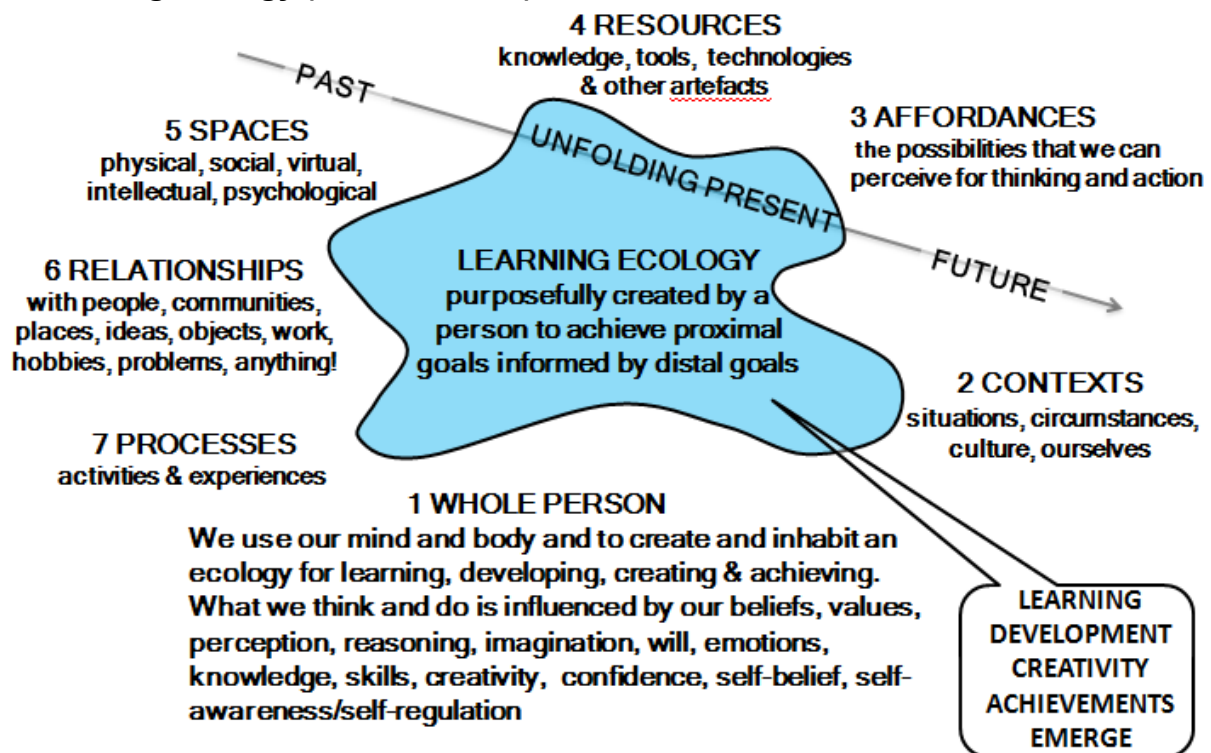 4 RESOURCES
knowledge, tools, technologies
& other artefacts
PAST
UNFOLDING PRESENT
FUTURE
5 SPACES
physical, social, virtual,
intellectual, psychological
3 AFFORDANCES
the possibilities that we can
perceive for thinking and action
6 RELATIONSHIPS
with people, communities,
places, ideas, objects, work,
hobbies, problems, anything!
LEARNING ECOLOGY
purposefully created by a
person to achieve proximal
goals informed by distal goals
2 CONTEXTS
situations, circumstances,
culture, ourselves
7 PROCESSES
activities & experiences
1 WHOLE PERSON
We use our mind and body and to create and inhabit an
ecology for learning, developing, creating & achieving.
What we think and do is influenced by our beliefs, values,
perception, reasoning, imagination, will, emotions,
knowledge, skills, creativity, confidence, self-belief, self-
awareness/self-regulation
LEARNING
DEVELOPMENT
CREATIVITY
ACHIEVEMENTS
EMERGE